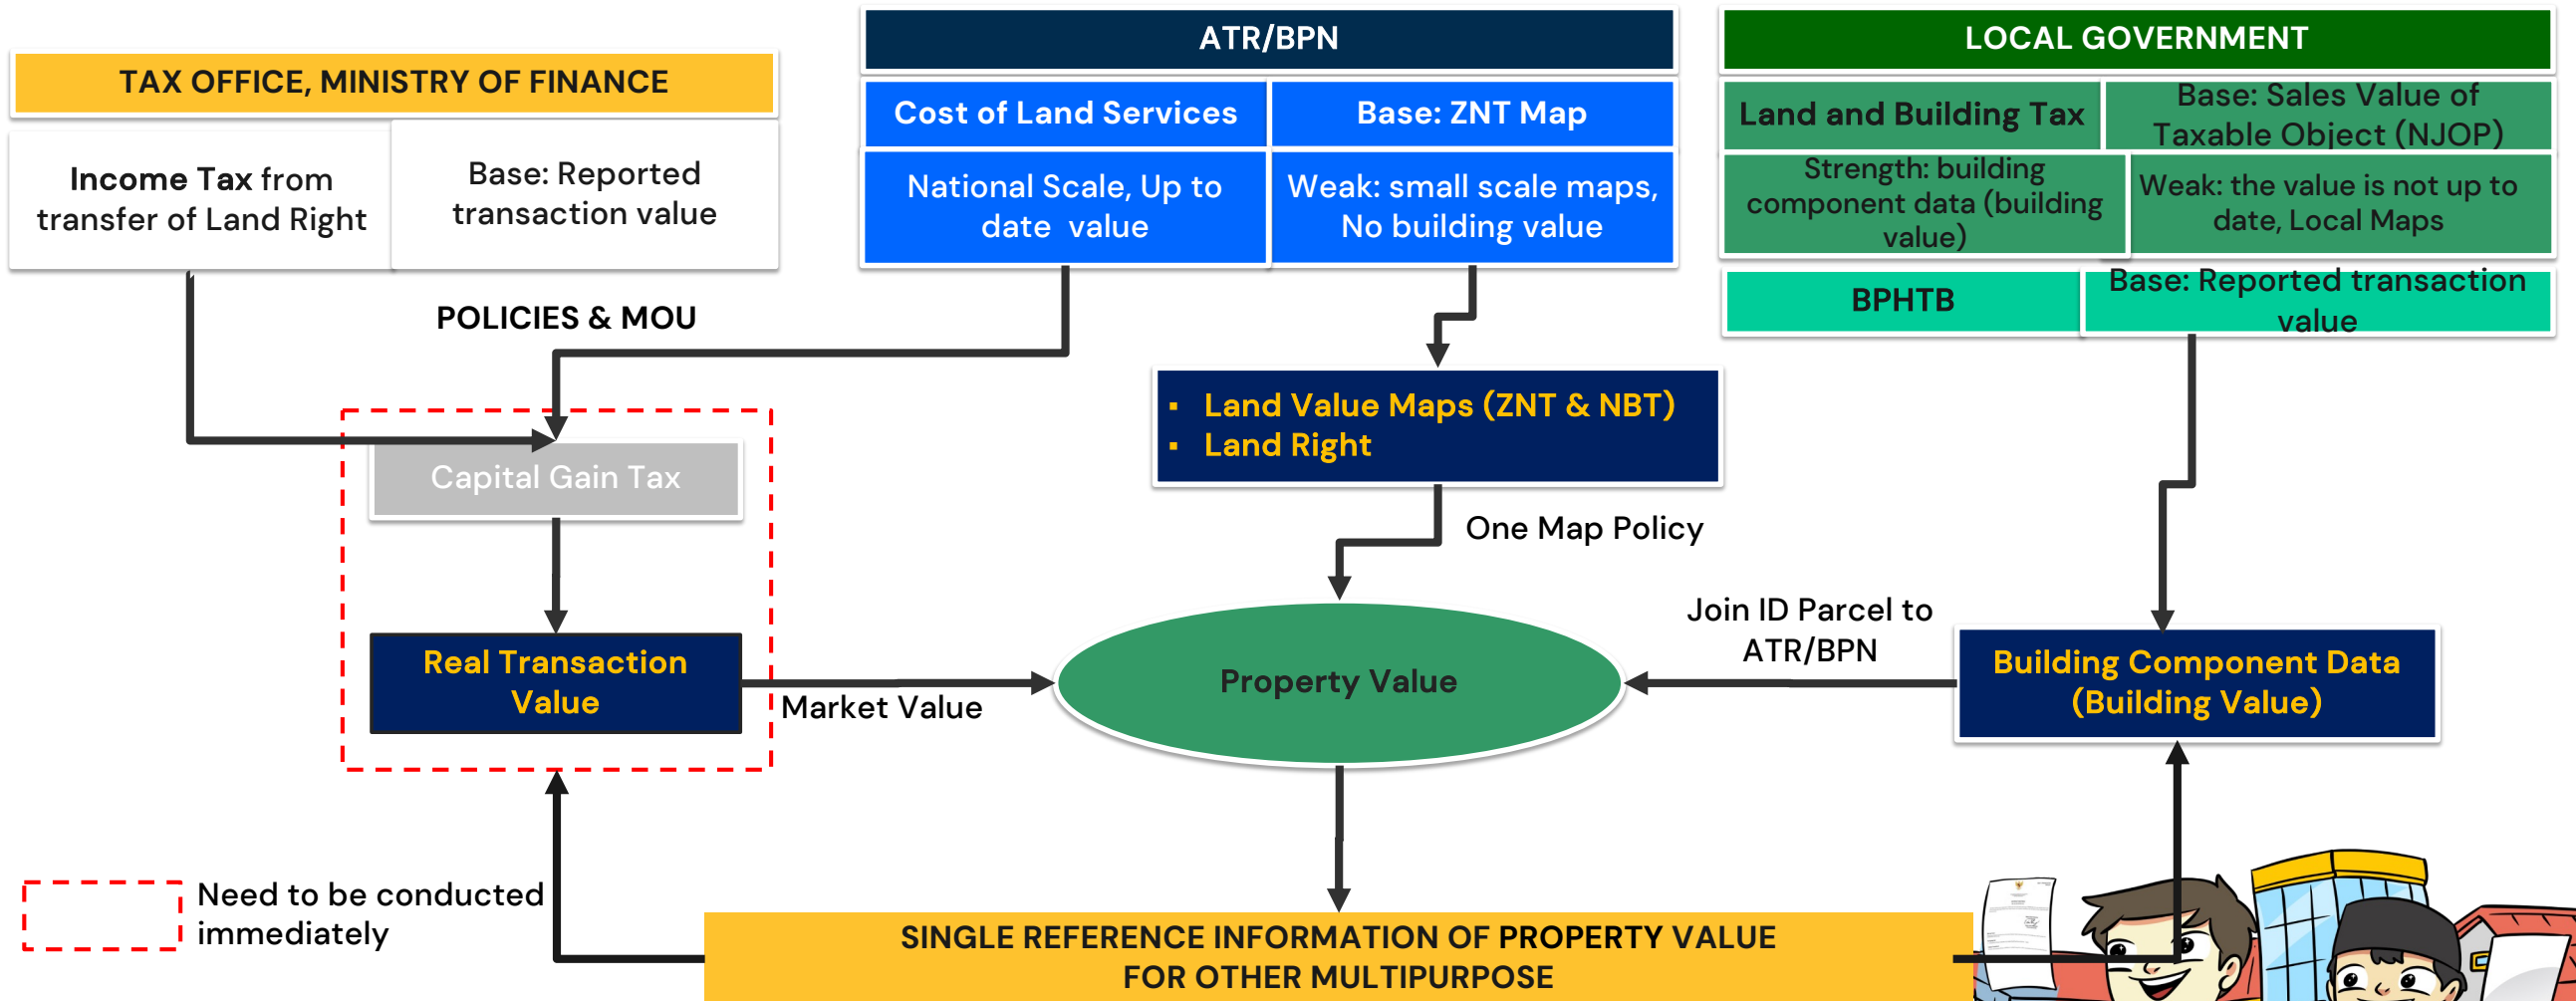 TAX OFFICE, MINISTRY OF FINANCE
Income Tax from
transfer of Land Right
Base: Reported
transaction value
ATR/BPN
Cost of Land Services
Base: ZNT Map
National Scale, Up to
date value
Weak: small scale maps,
No building value
LOCAL GOVERNMENT
Land and Building Tax
Base: Sales Value of
Taxable Object (NJOP)
Strength: building
component data (building
value)
Weak: the value is not up to
date, Local Maps
BPHTB
Base: Reported transaction
value
POLICIES & MOU
▪ Land Value Maps (ZNT & NBT)
▪ Land Right
Capital Gain Tax
One Map Policy
Real Transaction
Value
Market Value
Property Value
Join ID Parcel to
ATR/BPN
Building Component Data
(Building Value)
Need to be conducted
immediately
SINGLE REFERENCE INFORMATION OF PROPERTY VALUE
FOR OTHER MULTIPURPOSE